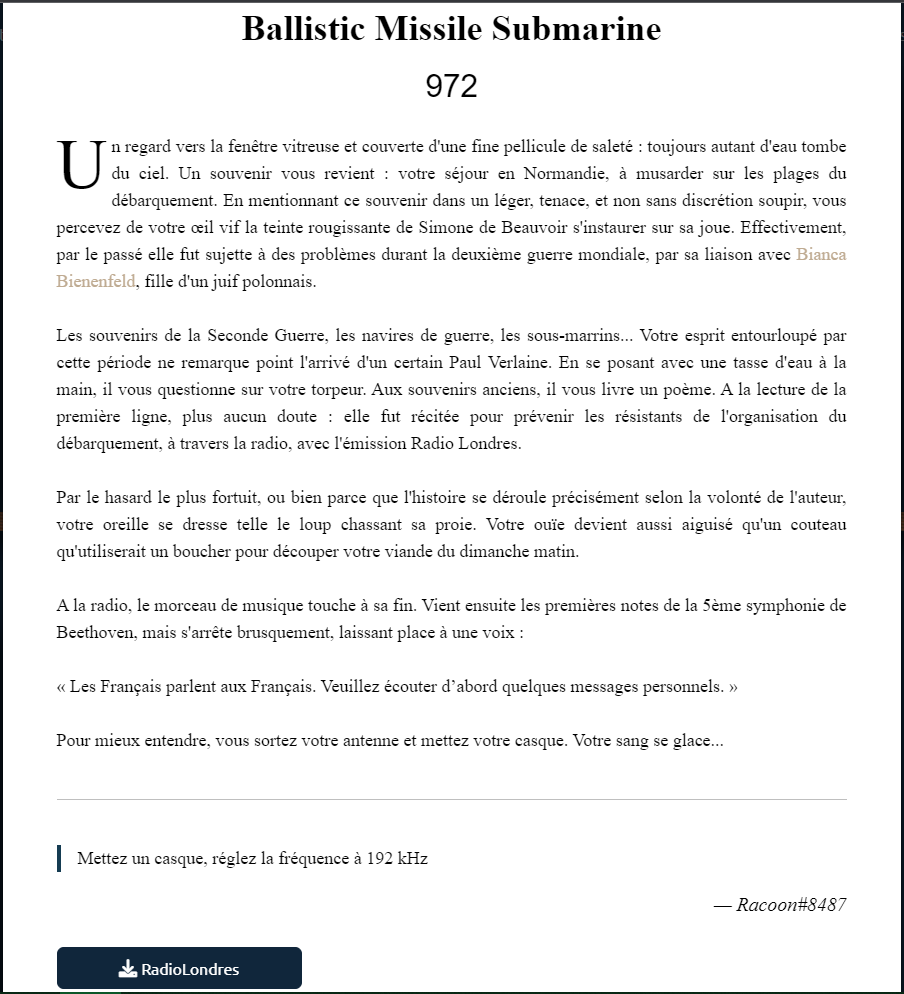 Ballistic Missile Submarine
972
Un regard vers la fenêtre vitreuse et couverte d'une fine pellicule de saleté : toujours autant d'eau tombe
du ciel. Un souvenir vous revient : votre séjour en Normandie, à musarder sur les plages du
débarquement. En mentionnant ce souvenir dans un léger, tenace, et non sans discrétion soupir, vous
percevez de votre œil vif la teinte rougissante de Simone de Beauvoir s'instaurer sur sa joue. Effectivement,
par le passé elle fut sujette à des problèmes durant la deuxième guerre mondiale, par sa liaison avec Bianca
Bienenfeld, fille d'un juif polonnais.
Les souvenirs de la Seconde Guerre, les navires de guerre, les sous-marrins... Votre esprit entourloupé par
cette période ne remarque point l'arrivé d'un certain Paul Verlaine. En se posant avec une tasse d'eau à la
main, il vous questionne sur votre torpeur. Aux souvenirs anciens, il vous livre un poème. A la lecture de la
première ligne, plus aucun doute : elle fut récitée pour prévenir les résistants de l'organisation du
débarquement, à travers la radio, avec l'émission Radio Londres.
Par le hasard le plus fortuit, ou bien parce que l'histoire se déroule précisément selon la volonté de l'auteur,
votre oreille se dresse telle le loup chassant sa proie. Votre ouïe devient aussi aiguisé qu'un couteau
qu'utiliserait un boucher pour découper votre viande du dimanche matin.
A la radio, le morceau de musique touche à sa fin. Vient ensuite les premières notes de la 5ème symphonie de
Beethoven, mais s'arrête brusquement, laissant place à une voix :
« Les Français parlent aux Français. Veuillez écouter d’abord quelques messages personnels. »
Pour mieux entendre, vous sortez votre antenne et mettez votre casque. Votre sang se glace...
Mettez un casque, réglez la fréquence à 192 kHz
— Racoon#8487
RadioLondres